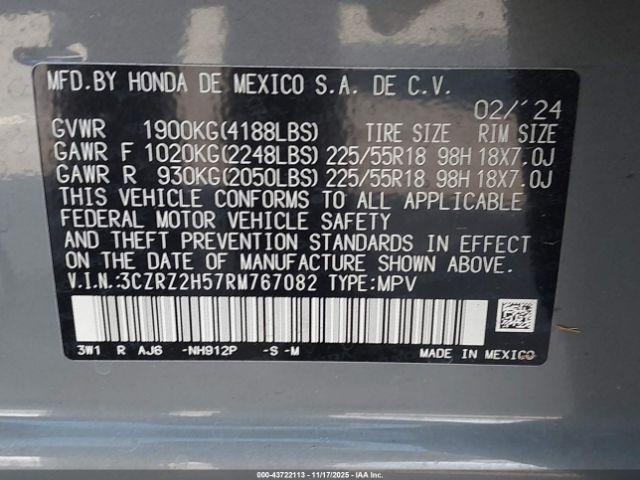 MFD. BY HONDA DE MEXICO S.A. DE C.V.
02/'24
GVWR 1900KG(4188LBS) TIRE SIZE RIM SIZE
GAWR F 1020KG(2248LBS) 225/55R18 98H 18X7.0J
GAWR R 930KG(2050LBS) 225/55R18 98H 18X7.0J
THIS VEHICLE CONFORMS TO ALL APPLICABLE
FEDERAL MOTOR VEHICLE SAFETY
AND THEFT PREVENTION STANDARDS IN EFFECT
ON THE DATE OF MANUFACTURE SHOWN ABOVE.
V.I.N.:3CZRZ2H57RM767082 TYPE:MPV
3W1 R AJ6 -NH912P -S -M MADE IN MEXICO
00-43722113 - 11/17/2025 - IAAI.COM